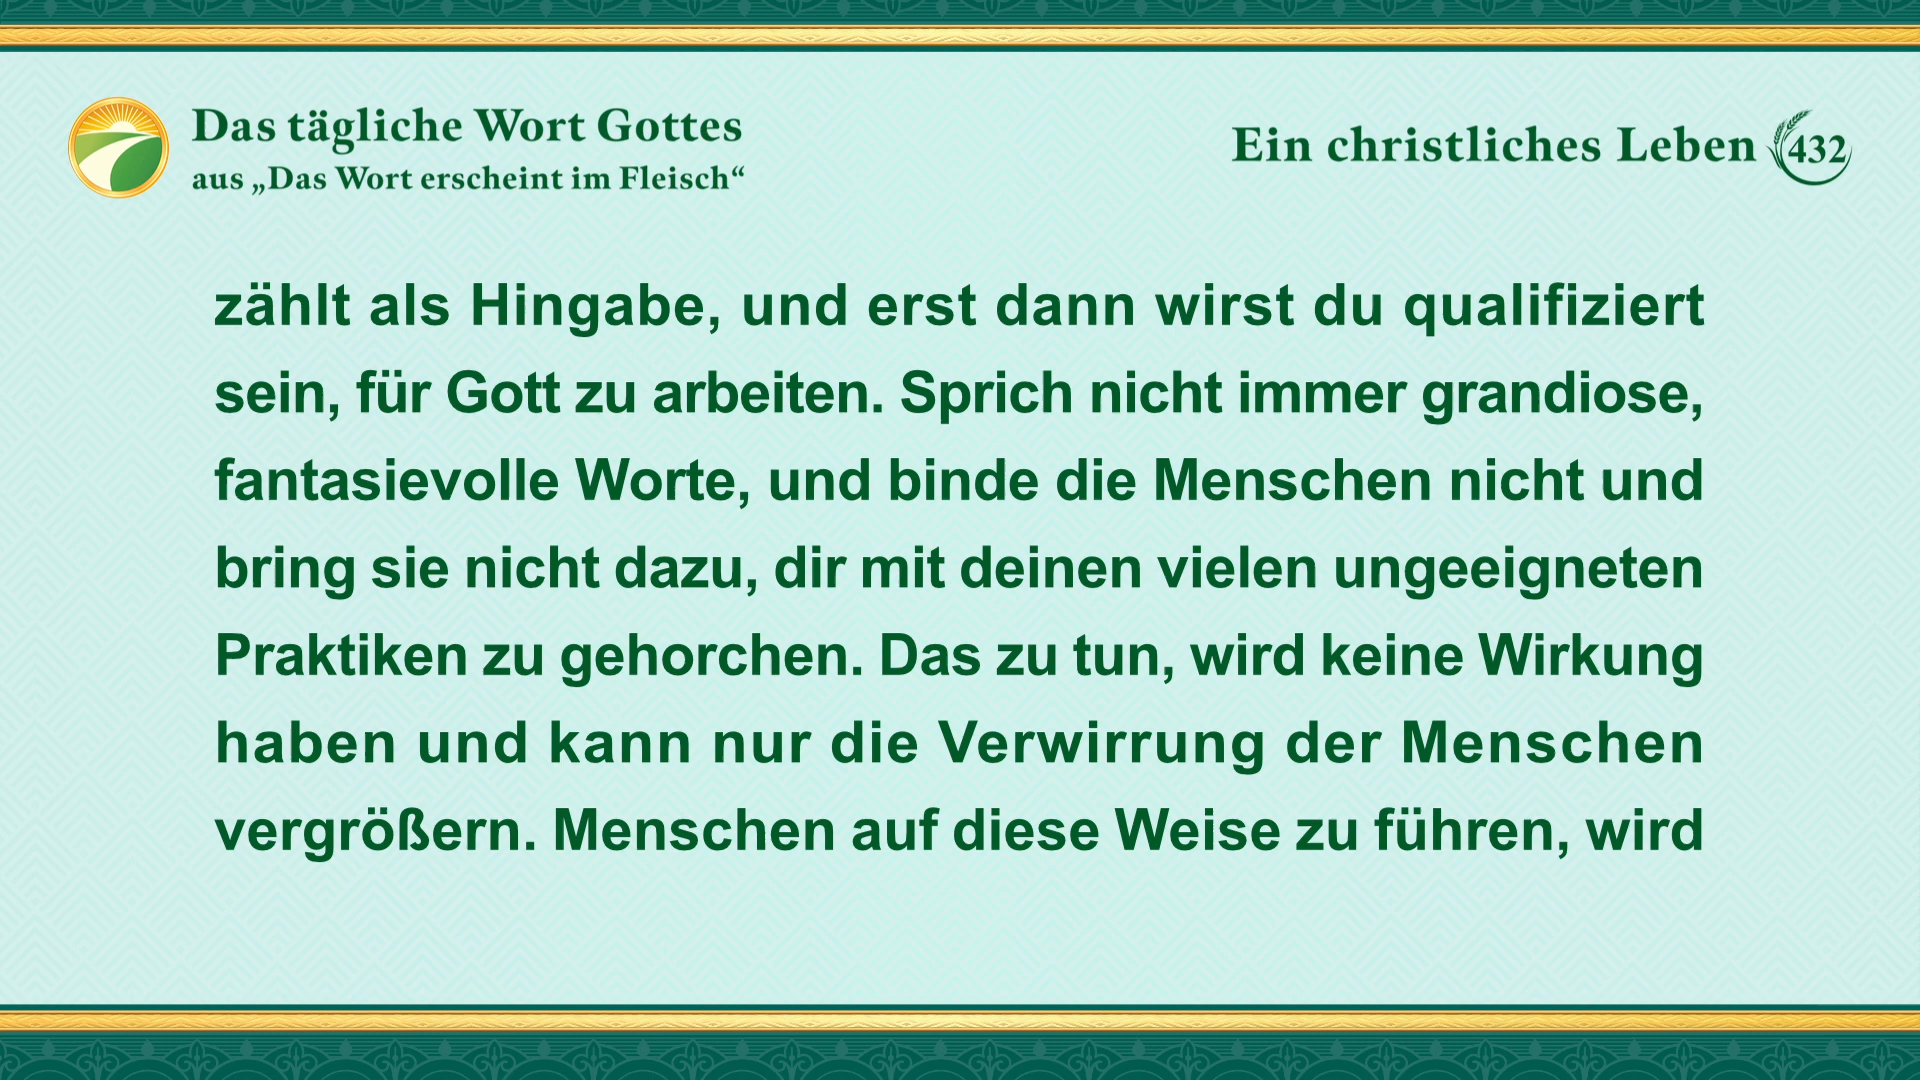 Das tägliche Wort Gottes
aus „Das Wort erscheint im Fleisch“
Ein christliches Leben 432
zählt als Hingabe, und erst dann wirst du qualifiziert
sein, für Gott zu arbeiten. Sprich nicht immer grandiose,
fantasievolle Worte, und binde die Menschen nicht und
bring sie nicht dazu, dir mit deinen vielen ungeeigneten
Praktiken zu gehorchen. Das zu tun, wird keine Wirkung
haben und kann nur die Verwirrung der Menschen
vergrößern. Menschen auf diese Weise zu führen, wird